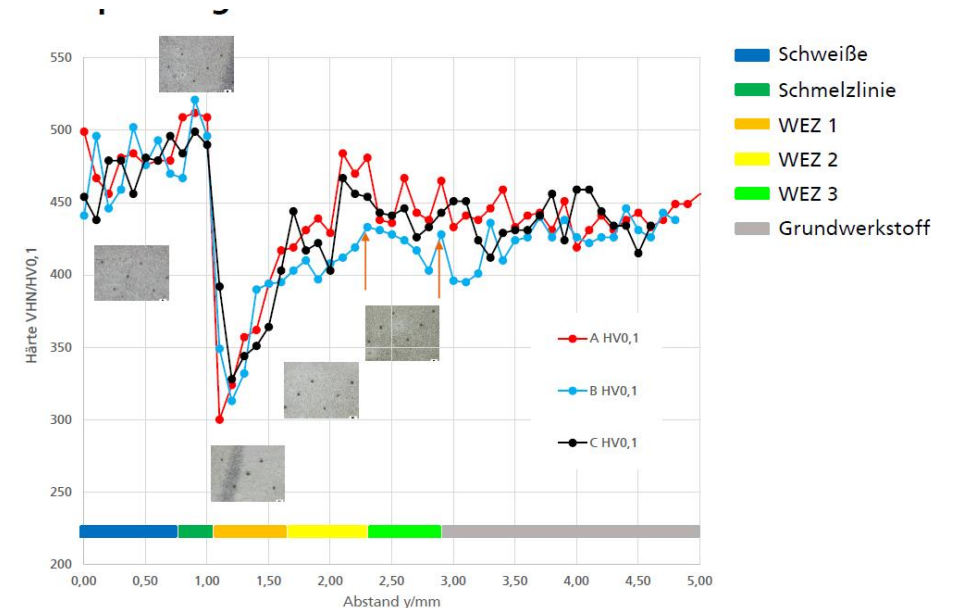 550
500
450
400
350
300
250
200
Härte VHN/HV0,1
0,00 0,50 1,00 1,50 2,00 2,50 3,00 3,50 4,00 4,50 5,00
Abstand y/mm
A HV0,1
B HV0,1
C HV0,1
Schweiße
Schmelzlinie
WEZ 1
WEZ 2
WEZ 3
Grundwerkstoff